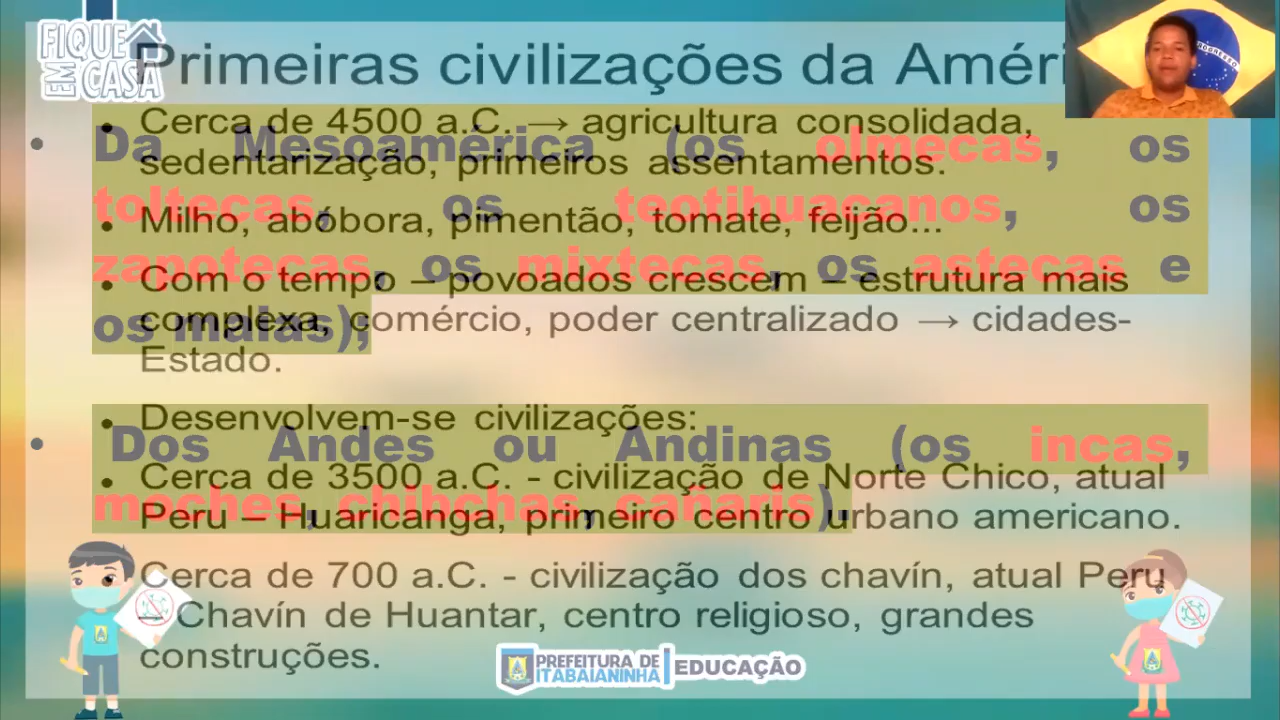 FIQUE
EM
CASA
Primeiras civilizações da Améri
ROGRESSO
• Cerca de 4500 a.C. → agricultura consolidada,
sedentarização, primeiros assentamentos.
• Milho, abóbora, pimentão, tomate, feijão...
• Com o tempo – povoados crescem – estrutura mais
complexa, comércio, poder centralizado → cidades-
Estado.
• Desenvolvem-se civilizações:
• Cerca de 3500 a.C. - civilização de Norte Chico, atual
Peru – Huaricanga, primeiro centro urbano americano.
Cerca de 700 a.C. - civilização dos chavín, atual Peru
Chavín de Huantar, centro religioso, grandes
construções.
• Da Mesoamérica (os olmecas, os
toltecas, os teotihuacanos, os
zapotecas, os mixtecas, os astecas e
os maias);
• Dos Andes ou Andinas (os incas,
moches, chibchas, cañaris).
PREFEITURA DE
ITABAIANINHA
EDUCAÇÃO